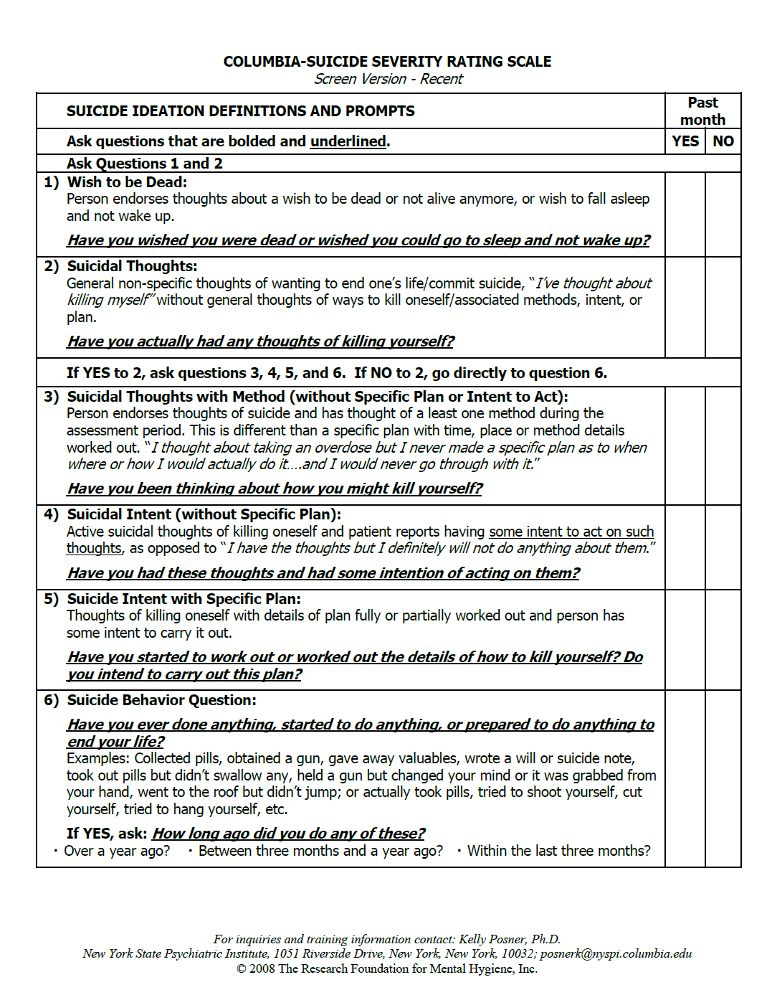 COLUMBIA-SUICIDE SEVERITY RATING SCALE
Screen Version - Recent
SUICIDE IDEATION DEFINITIONS AND PROMPTS
Past
month
Ask questions that are bolded and underlined.
YES NO
Ask Questions 1 and 2
1) Wish to be Dead:
Person endorses thoughts about a wish to be dead or not alive anymore, or wish to fall asleep
and not wake up.
Have you wished you were dead or wished you could go to sleep and not wake up?
2) Suicidal Thoughts:
General non-specific thoughts of wanting to end one’s life/commit suicide, “I’ve thought about
killing myself” without general thoughts of ways to kill oneself/associated methods, intent, or
plan.
Have you actually had any thoughts of killing yourself?
If YES to 2, ask questions 3, 4, 5, and 6. If NO to 2, go directly to question 6.
3) Suicidal Thoughts with Method (without Specific Plan or Intent to Act):
Person endorses thoughts of suicide and has thought of a least one method during the
assessment period. This is different than a specific plan with time, place or method details
worked out. “I thought about taking an overdose but I never made a specific plan as to when
where or how I would actually do it….and I would never go through with it.”
Have you been thinking about how you might kill yourself?
4) Suicidal Intent (without Specific Plan):
Active suicidal thoughts of killing oneself and patient reports having some intent to act on such
thoughts, as opposed to “I have the thoughts but I definitely will not do anything about them.”
Have you had these thoughts and had some intention of acting on them?
5) Suicide Intent with Specific Plan:
Thoughts of killing oneself with details of plan fully or partially worked out and person has
some intent to carry it out.
Have you started to work out or worked out the details of how to kill yourself? Do
you intend to carry out this plan?
6) Suicide Behavior Question:
Have you ever done anything, started to do anything, or prepared to do anything to
end your life?
Examples: Collected pills, obtained a gun, gave away valuables, wrote a will or suicide note,
took out pills but didn’t swallow any, held a gun but changed your mind or it was grabbed from
your hand, went to the roof but didn’t jump; or actually took pills, tried to shoot yourself, cut
yourself, tried to hang yourself, etc.
If YES, ask: How long ago did you do any of these?
· Over a year ago? · Between three months and a year ago? · Within the last three months?
For inquiries and training information contact: Kelly Posner, Ph.D.
New York State Psychiatric Institute, 1051 Riverside Drive, New York, New York, 10032; posnerk@nyspi.columbia.edu
© 2008 The Research Foundation for Mental Hygiene, Inc.